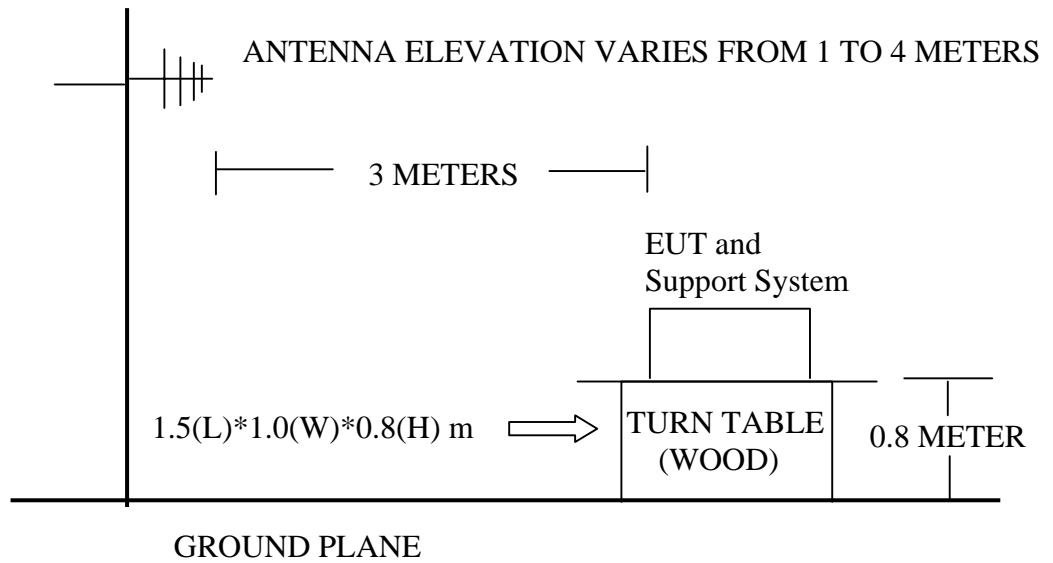 ANTENNA ELEVATION VARIES FROM 1 TO 4 METERS
3 METERS
EUT and
Support System
1.5(L)*1.0(W)*0.8(H) m
TURN TABLE
(WOOD)
0.8 METER
GROUND PLANE